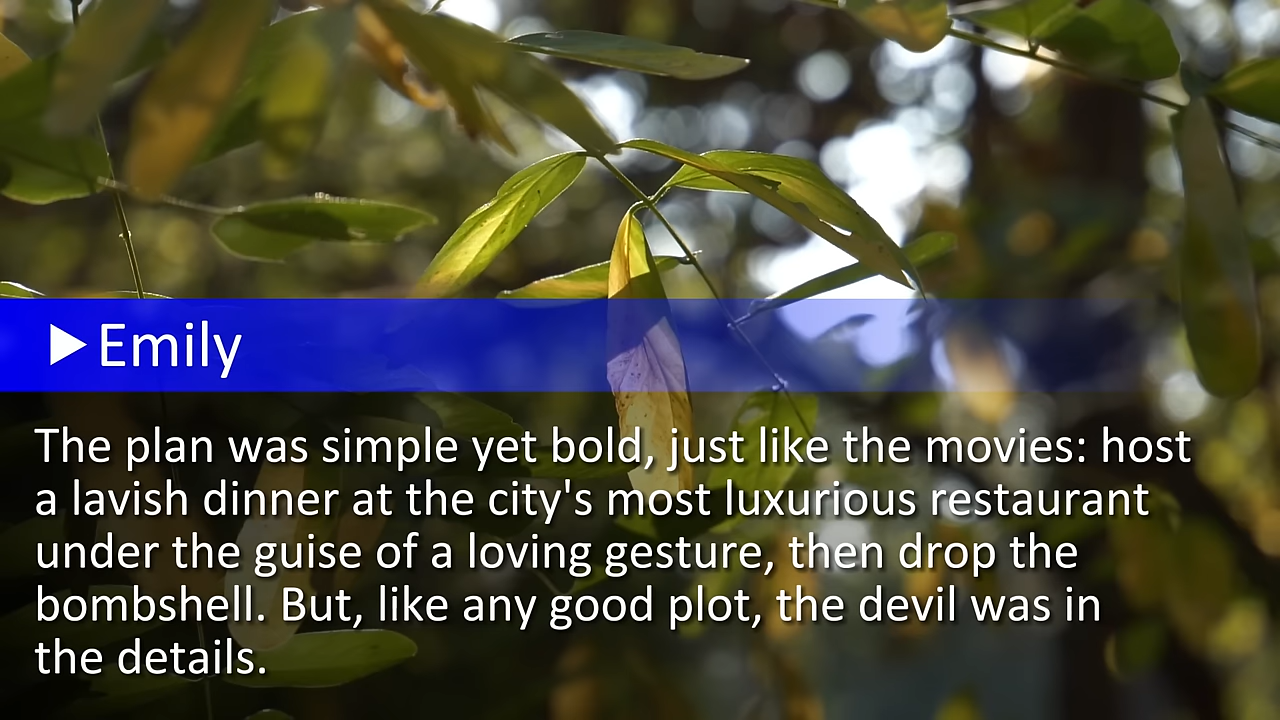 ▶Emily
The plan was simple yet bold, just like the movies: host
a lavish dinner at the city's most luxurious restaurant
under the guise of a loving gesture, then drop the
bombshell. But, like any good plot, the devil was in
the details.